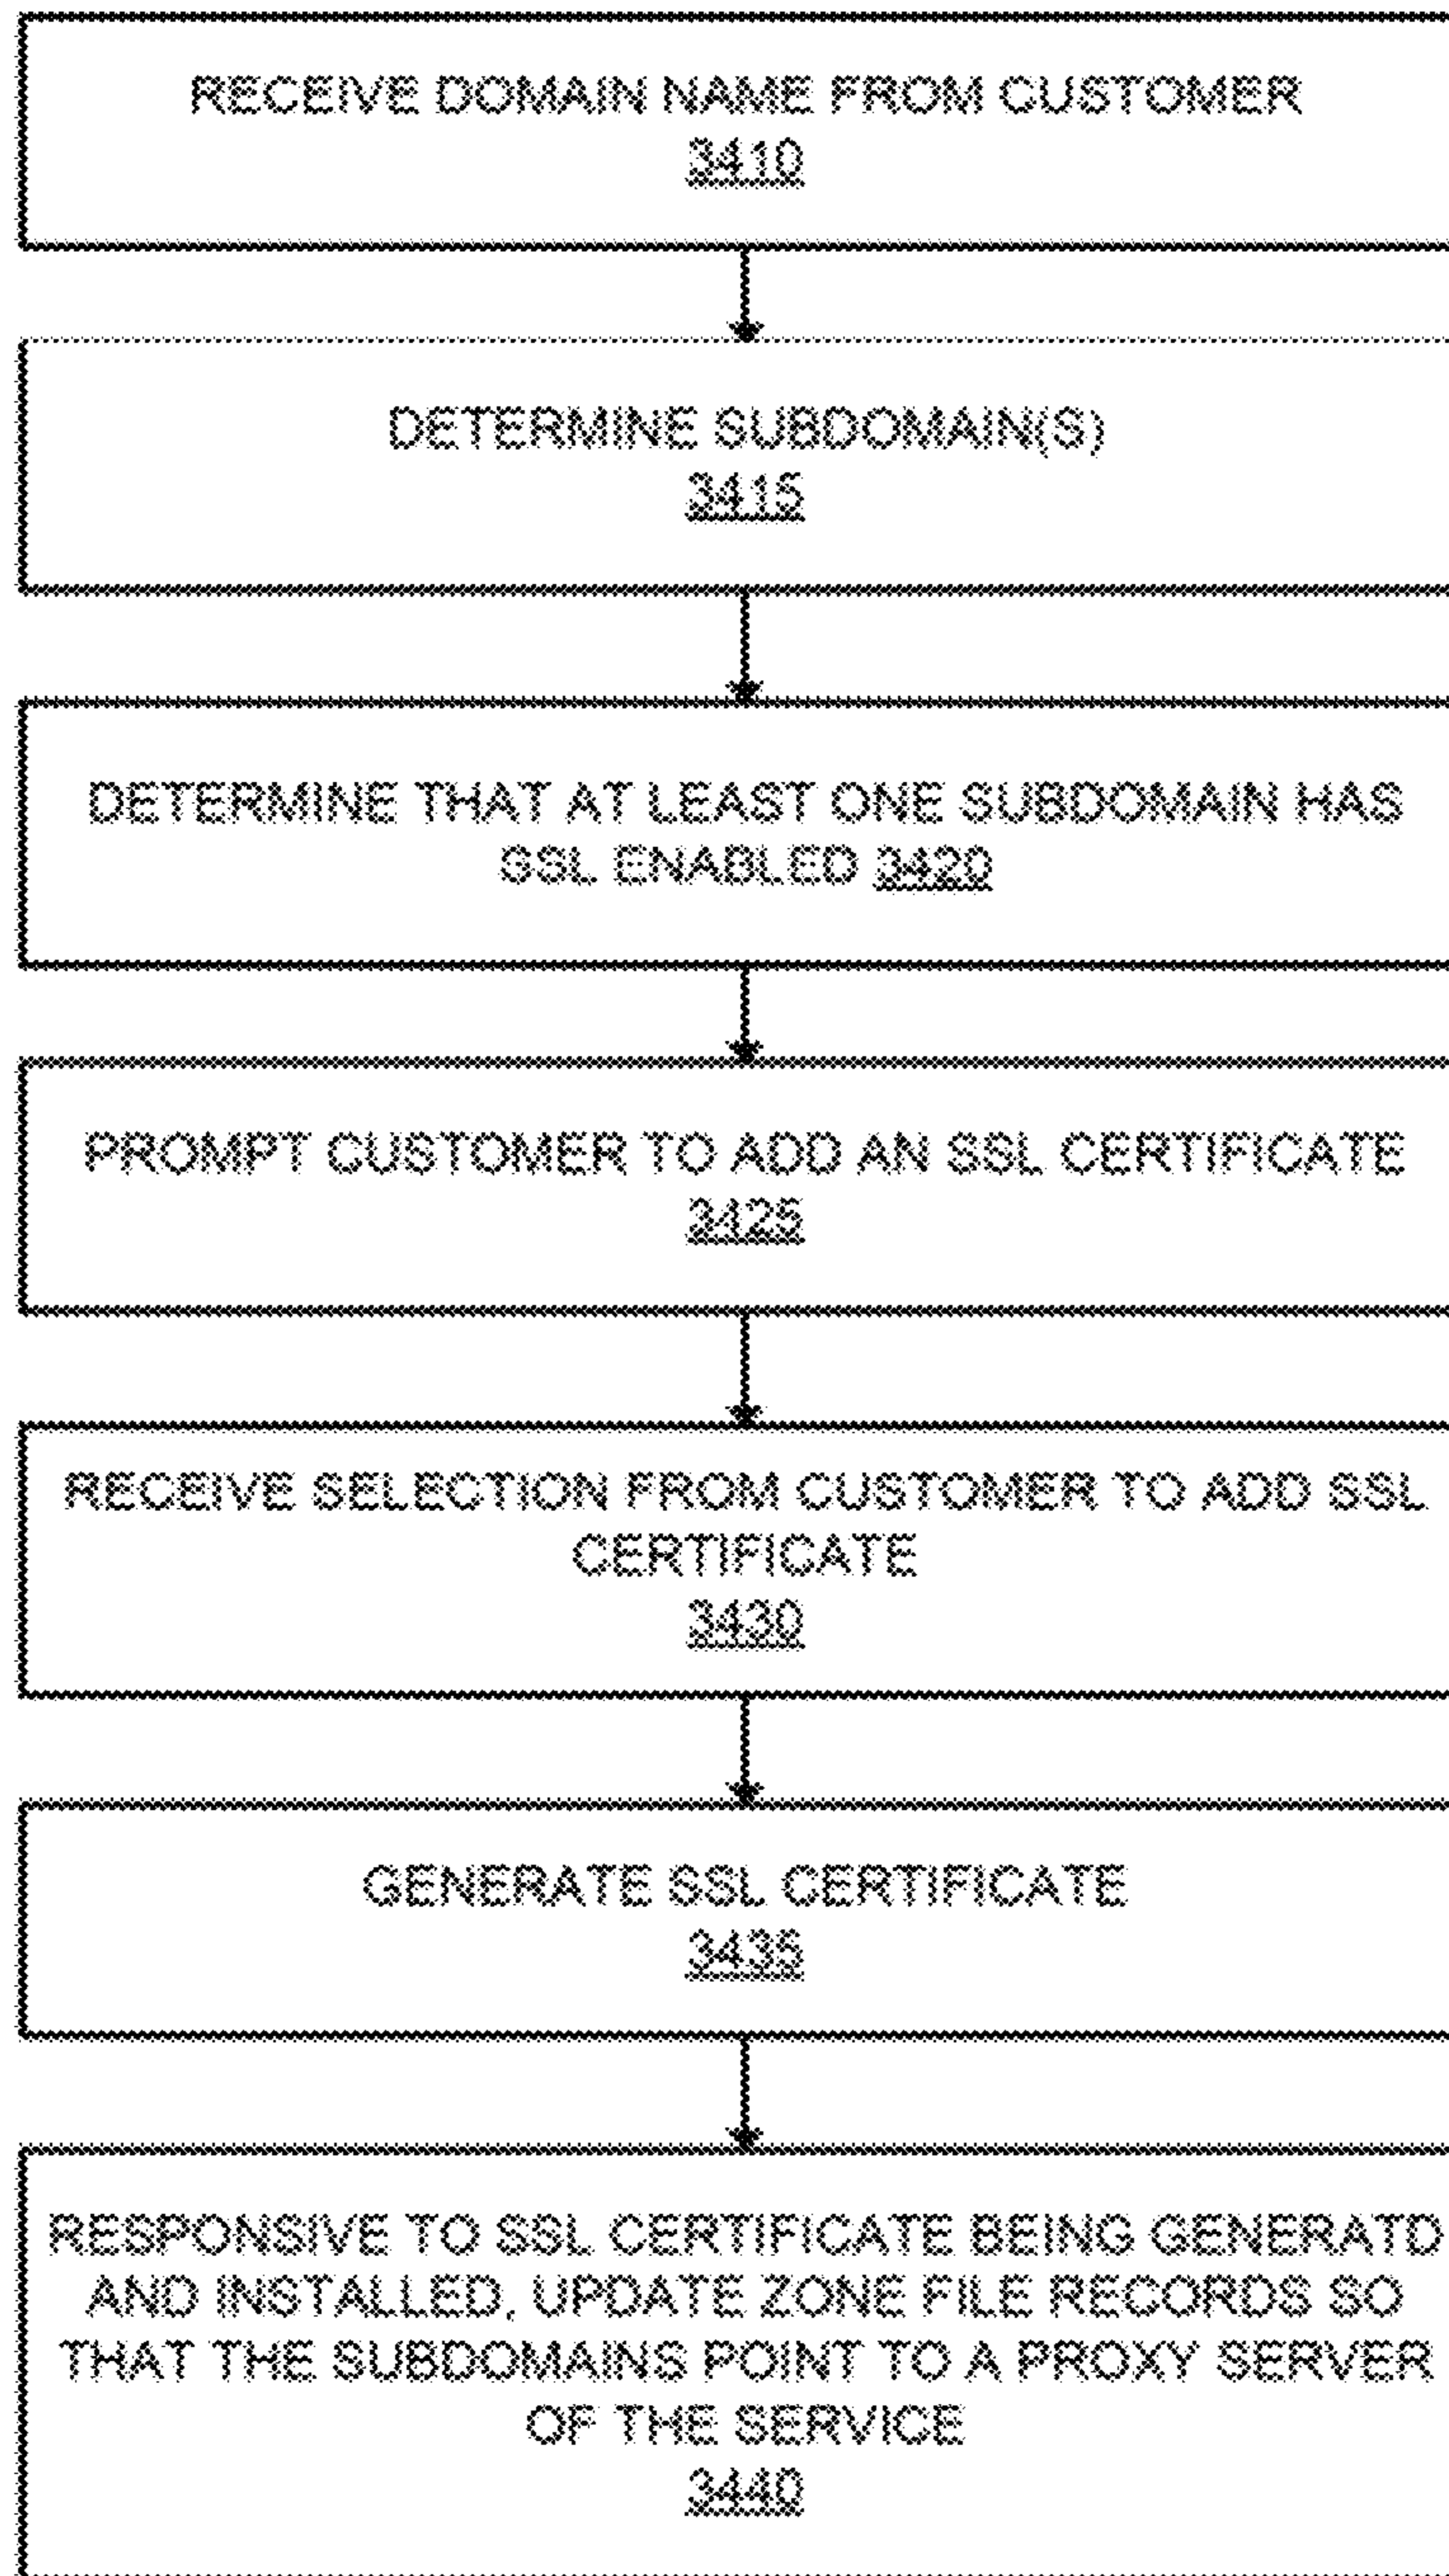 RECEIVE DOMAIN NAME FROM CUSTOMER
3410
DETERMINE SUBDOMAIN(S)
3415
DETERMINE THAT AT LEAST ONE SUBDOMAIN HAS
SSL ENABLED 3420
PROMPT CUSTOMER TO ADD AN SSL CERTIFICATE
3425
RECEIVE SELECTION FROM CUSTOMER TO ADD SSL
CERTIFICATE
3430
GENERATE SSL CERTIFICATE
3435
RESPONSIVE TO SSL CERTIFICATE BEING GENERATD
AND INSTALLED, UPDATE ZONE FILE RECORDS SO
THAT THE SUBDOMAINS POINT TO A PROXY SERVER
OF THE SERVICE
3440